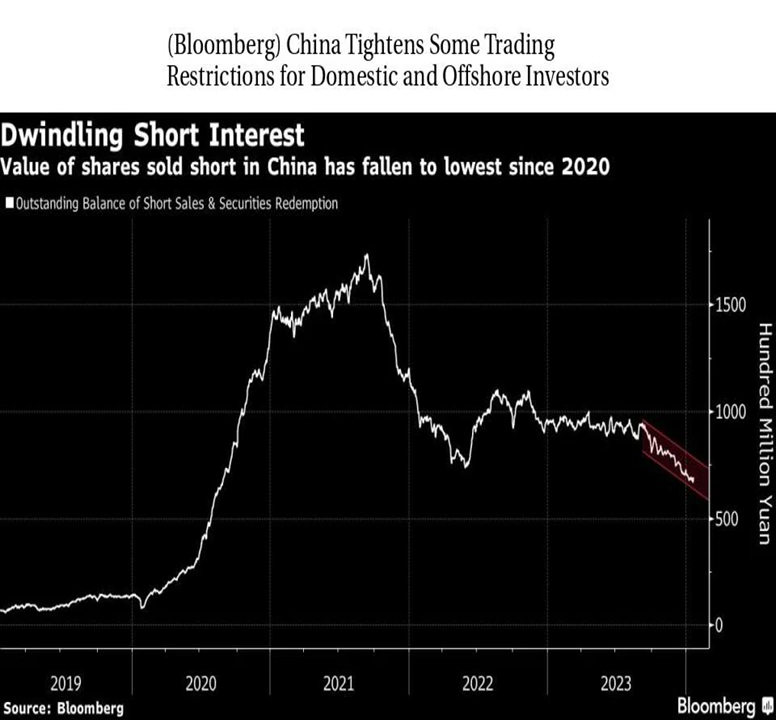 (Bloomberg) China Tightens Some Trading
Restrictions for Domestic and Offshore Investors
Dwindling Short Interest
Value of shares sold short in China has fallen to lowest since 2020
Outstanding Balance of Short Sales & Securities Redemption
1500
1000
500
0
Hundred Million Yuan
2019 2020 2021 2022 2023
Source: Bloomberg
Bloomberg